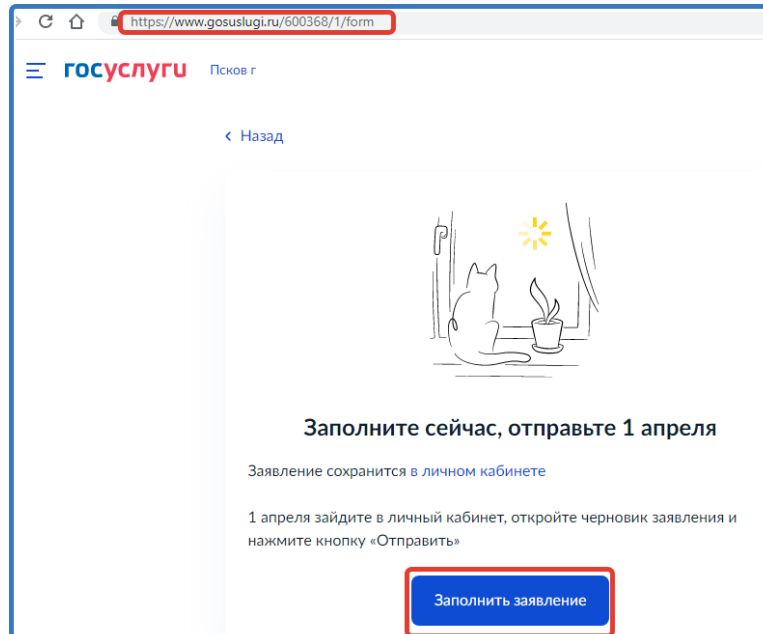 https://www.gosuslugi.ru/600368/1/form
госуслуги Псков г
Назад
Заполните сейчас, отправьте 1 апреля
Заявление сохранится в личном кабинете
1 апреля зайдите в личный кабинет, откройте черновик заявления и
нажмите кнопку «Отправить»
Заполнить заявление